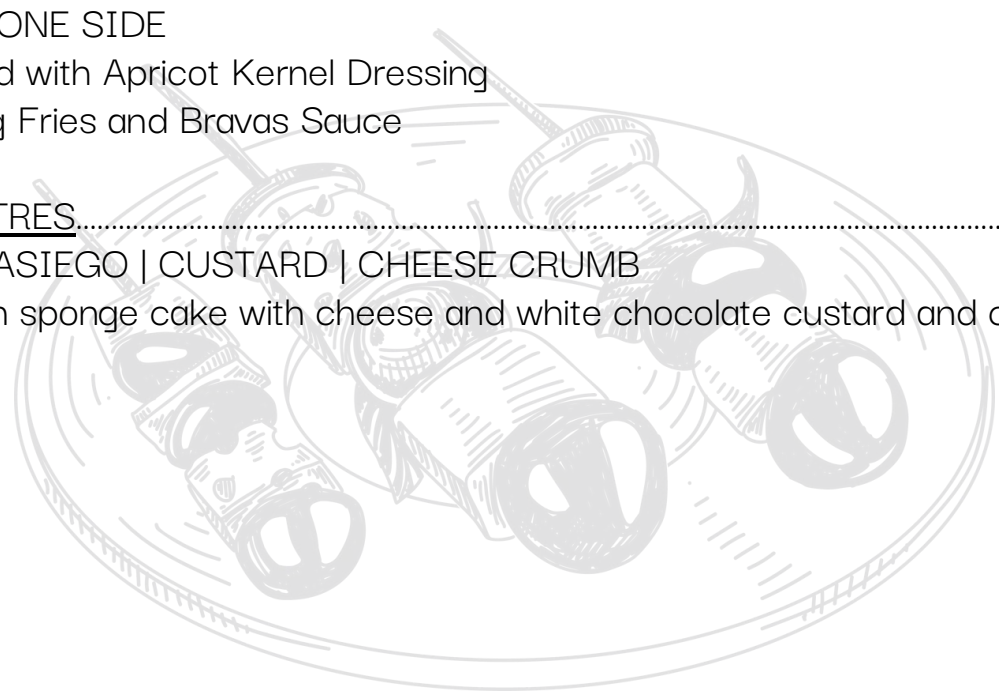 ONE SIDE
d with Apricot Kernel Dressing
g Fries and Bravas Sauce
TRES....................................................................................................
ASIEGO | CUSTARD | CHEESE CRUMB
n sponge cake with cheese and white chocolate custard and c